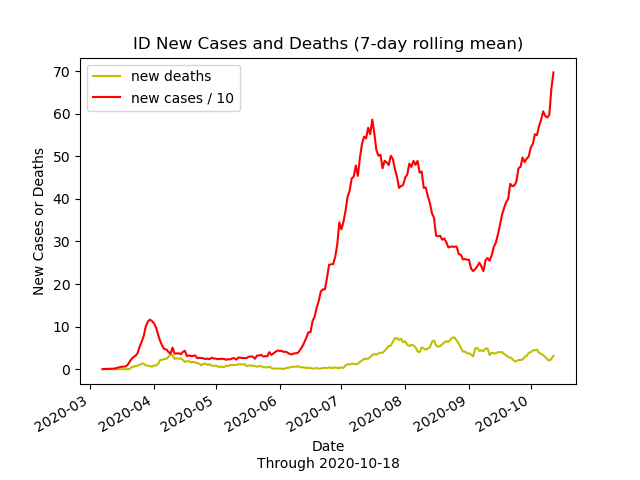 ID New Cases and Deaths (7-day rolling mean)
new deaths
new cases / 10
New Cases or Deaths
70
60
50
40
30
20
10
0
2020-03
2020-04
2020-05
2020-06
2020-07
2020-08
2020-09
2020-10
Date
Through 2020-10-18